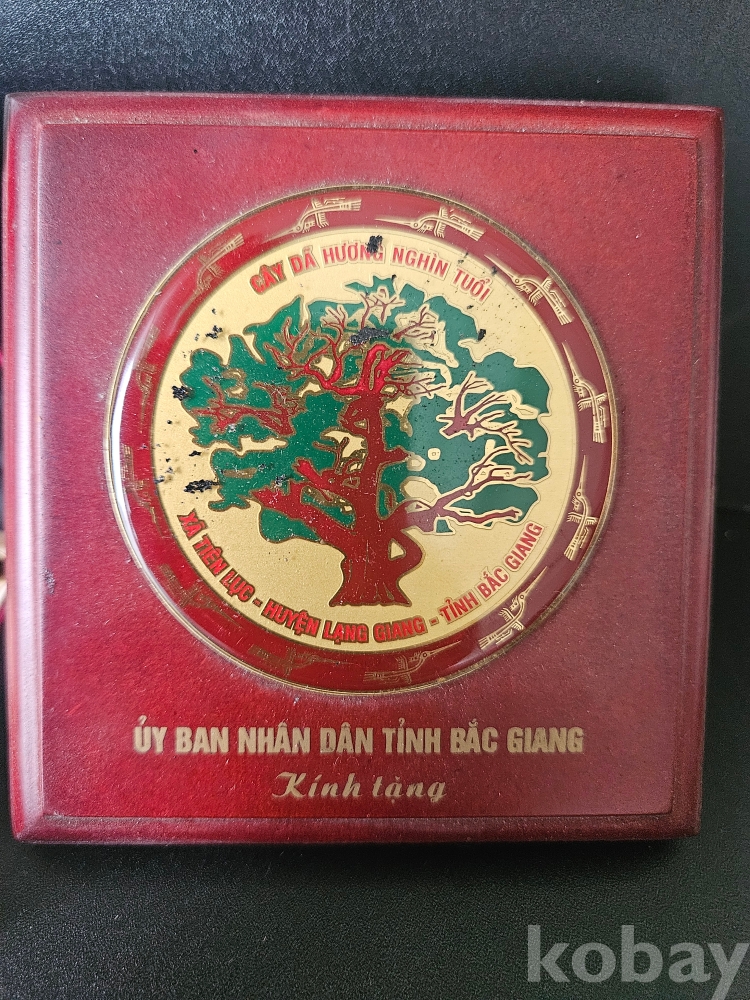 CÂY DÃ HƯƠNG NGHÌN TUỔI
XÃ TIÊN LỤC - HUYỆN LẠNG GIANG - TỈNH BẮC GIANG
ỦY BAN NHÂN DÂN TỈNH BẮC GIANG
Kính tặng
kobay